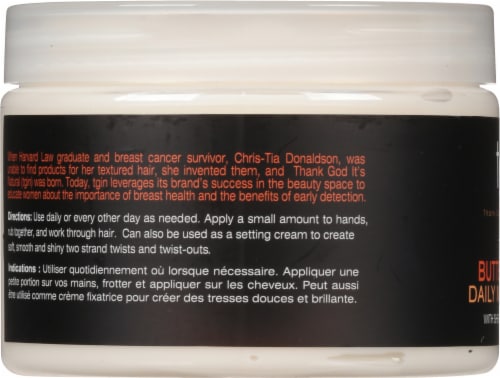 When Harvard Law graduate and breast cancer survivor, Chris-Tia Donaldson, was
unable to find products for her textured hair, she invented them, and Thank God It's
Natural (tgin) was born. Today, tgin leverages its brand's success in the beauty space to
educate women about the importance of breast health and the benefits of early detection.
Directions: Use daily or every other day as needed. Apply a small amount to hands,
rub together, and work through hair. Can also be used as a setting cream to create
soft, smooth and shiny two strand twists and twist-outs.
Indications : Utiliser quotidiennement où lorsque nécessaire. Appliquer une
petite portion sur vos mains, frotter et appliquer sur les cheveux. Peut aussi
être utilisé comme crème fixatrice pour créer des tresses douces et brillante.
BUTT
DAILY
WITH SHE